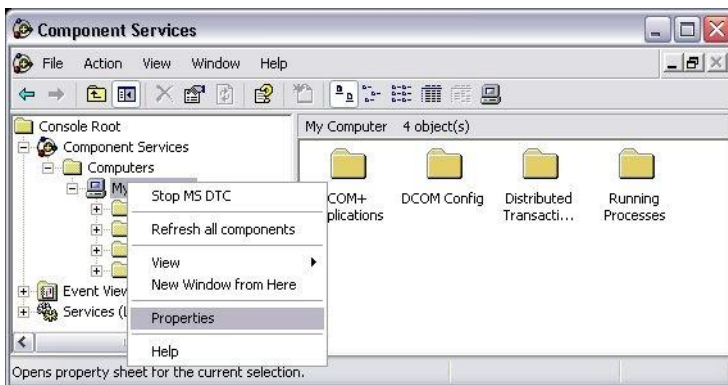 Component Services
File Action View Window Help
Console Root
Component Services
Computers
My
Event View
Services (L
My Computer 4 object(s)
COM+
plications
DCOM Config
Distributed
Transacti...
Running
Processes
Stop MS DTC
Refresh all components
View
New Window from Here
Properties
Help
Opens property sheet for the current selection.